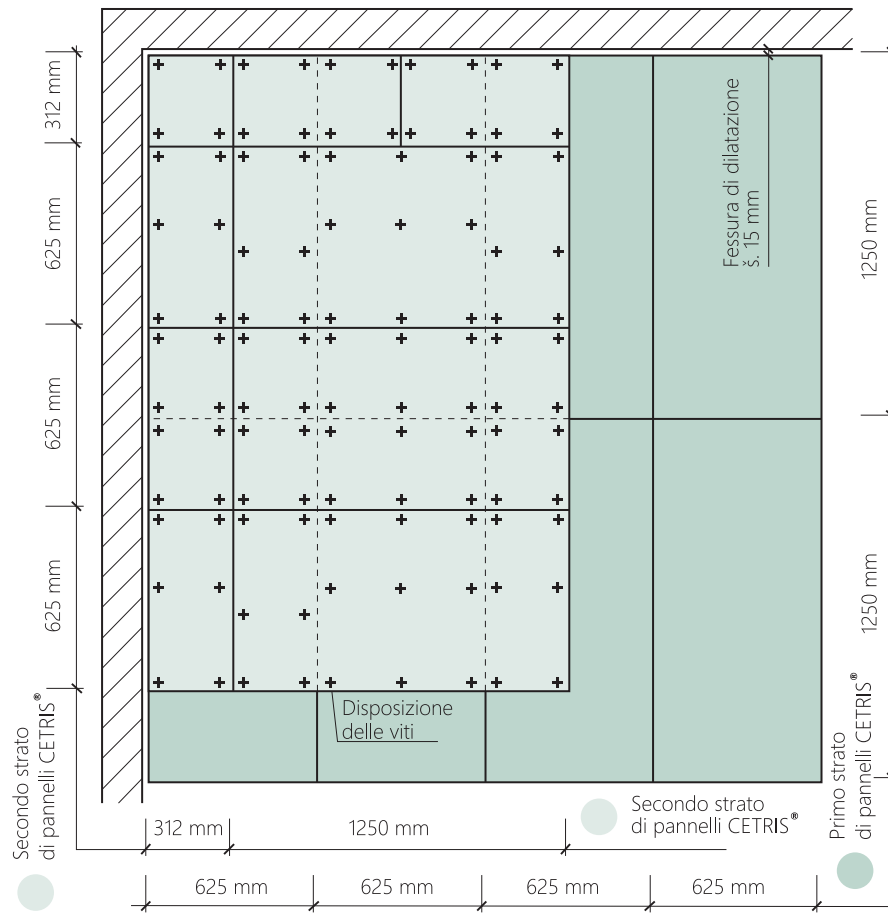 312 mm
625 mm
625 mm
625 mm
Fessura di dilatazione
š. 15 mm
1250 mm
1250 mm
Disposizione
delle viti
Secondo strato
di pannelli CETRIS®
Primo strato
di pannelli CETRIS®
Secondo strato
di pannelli CETRIS®
312 mm
1250 mm
625 mm
625 mm
625 mm
625 mm